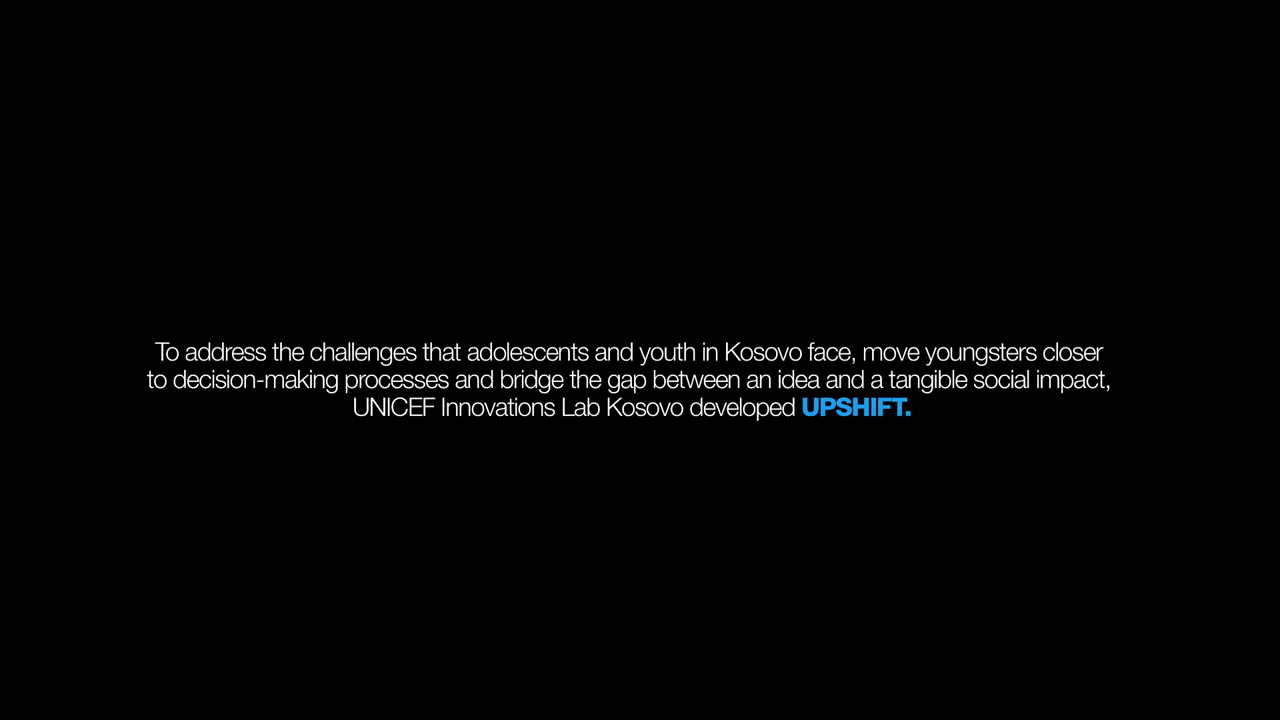 To address the challenges that adolescents and youth in Kosovo face, move youngsters closer
to decision-making processes and bridge the gap between an idea and a tangible social impact,
UNICEF Innovations Lab Kosovo developed UPSHIFT.